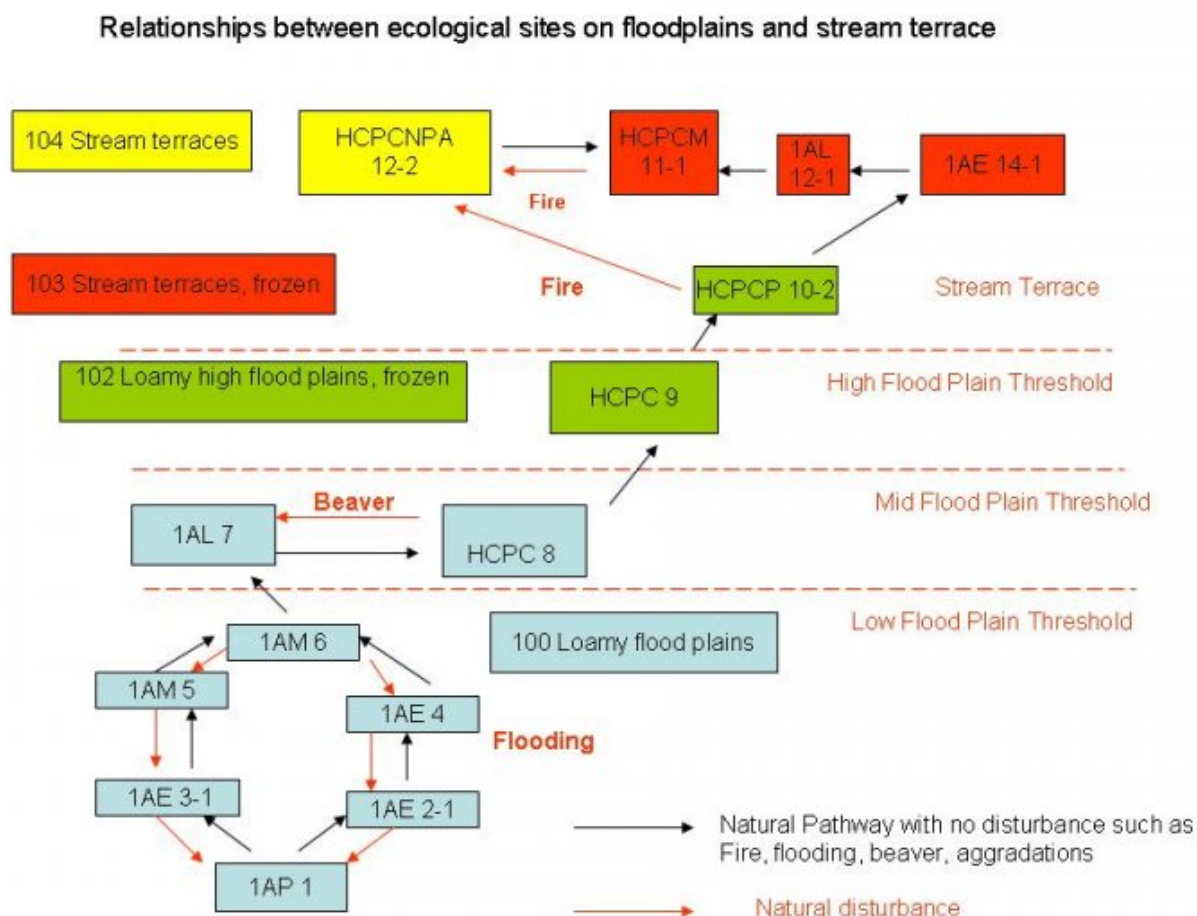 Relationships between ecological sites on floodplains and stream terrace
104 Stream terraces
HCPCNPA
12-2
HCPCM
11-1
1AL
12-1
1AE 14-1
Fire
103 Stream terraces, frozen
Fire
HCPCP 10-2
Stream Terrace
102 Loamy high flood plains, frozen
HCPC 9
High Flood Plain Threshold
Beaver
Mid Flood Plain Threshold
1AL 7
HCPC 8
Low Flood Plain Threshold
1AM 6
100 Loamy flood plains
1AM 5
1AE 4
Flooding
1AE 3-1
1AE 2-1
1AP 1
Natural Pathway with no disturbance such as
Fire, flooding, beaver, aggradations
Natural disturbance